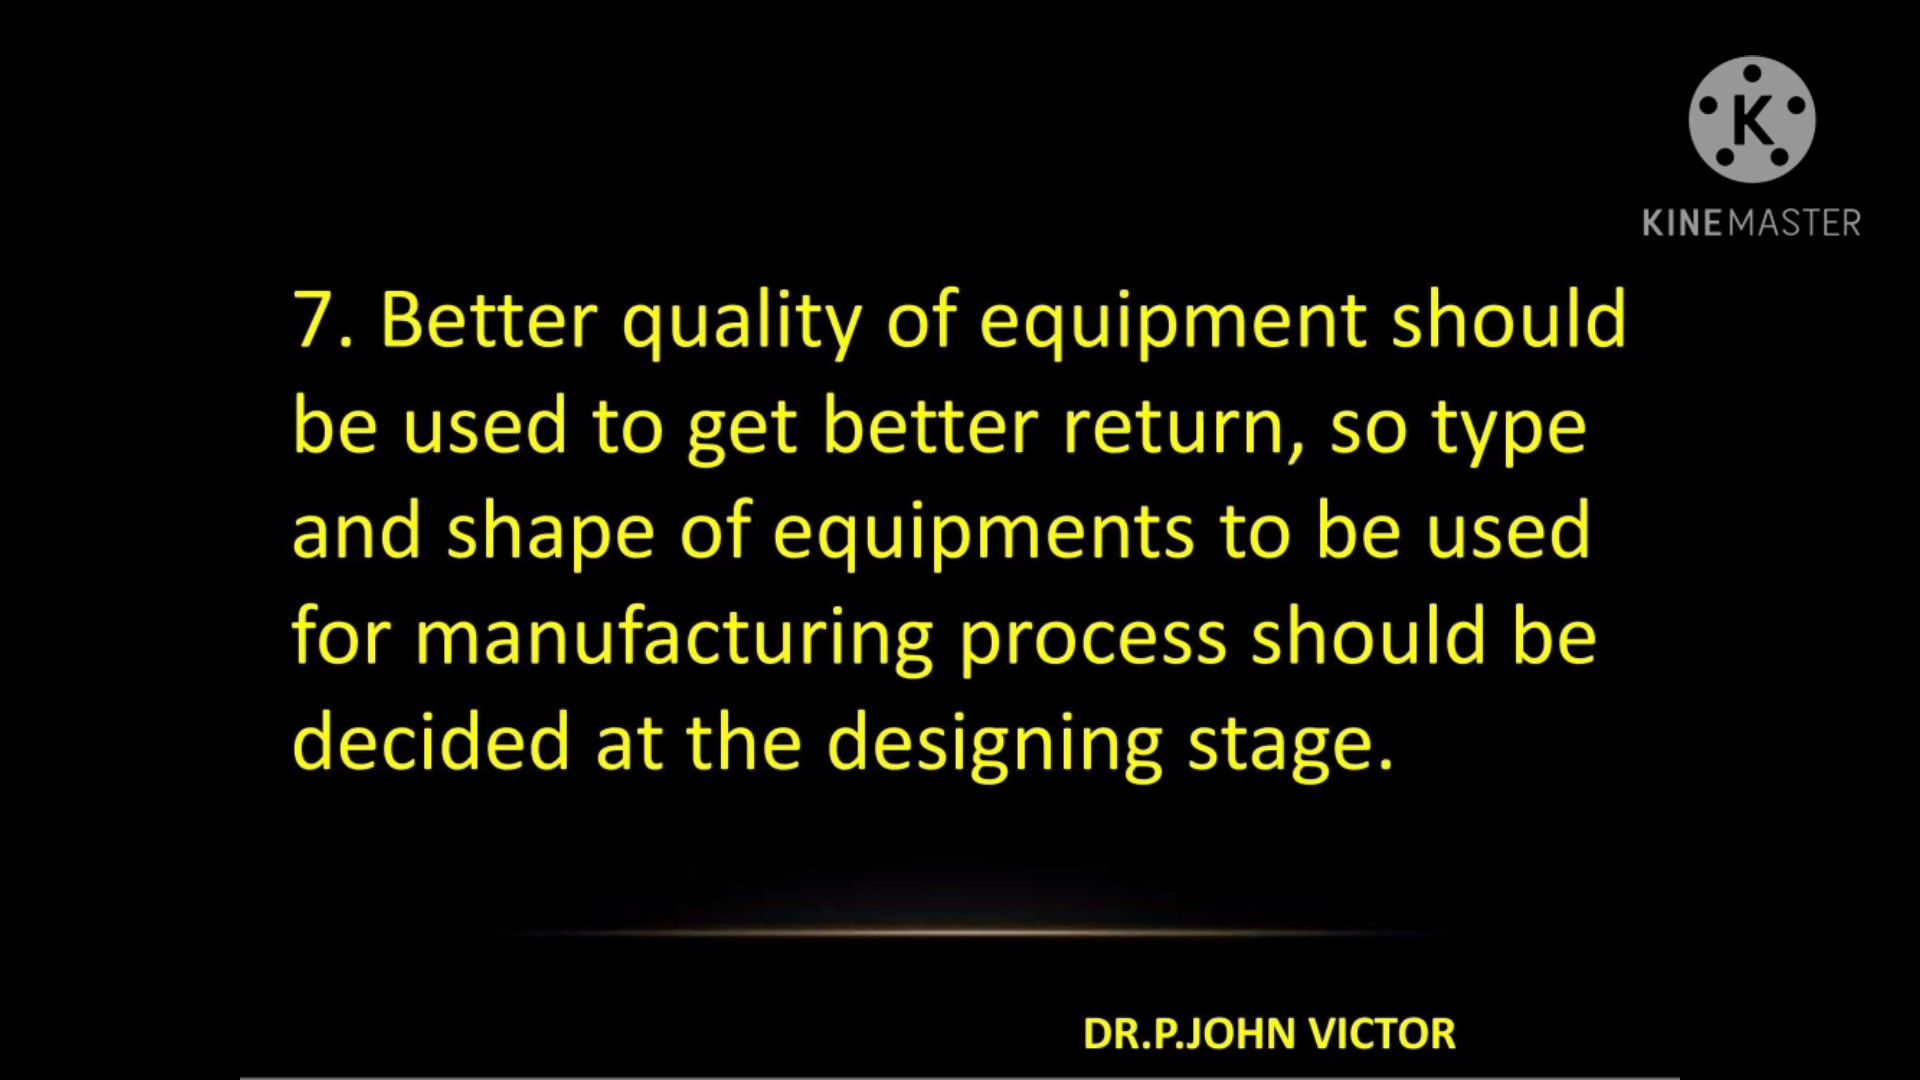 K
KINEMASTER
7. Better quality of equipment should
be used to get better return, so type
and shape of equipments to be used
for manufacturing process should be
decided at the designing stage.
DR.P.JOHN VICTOR